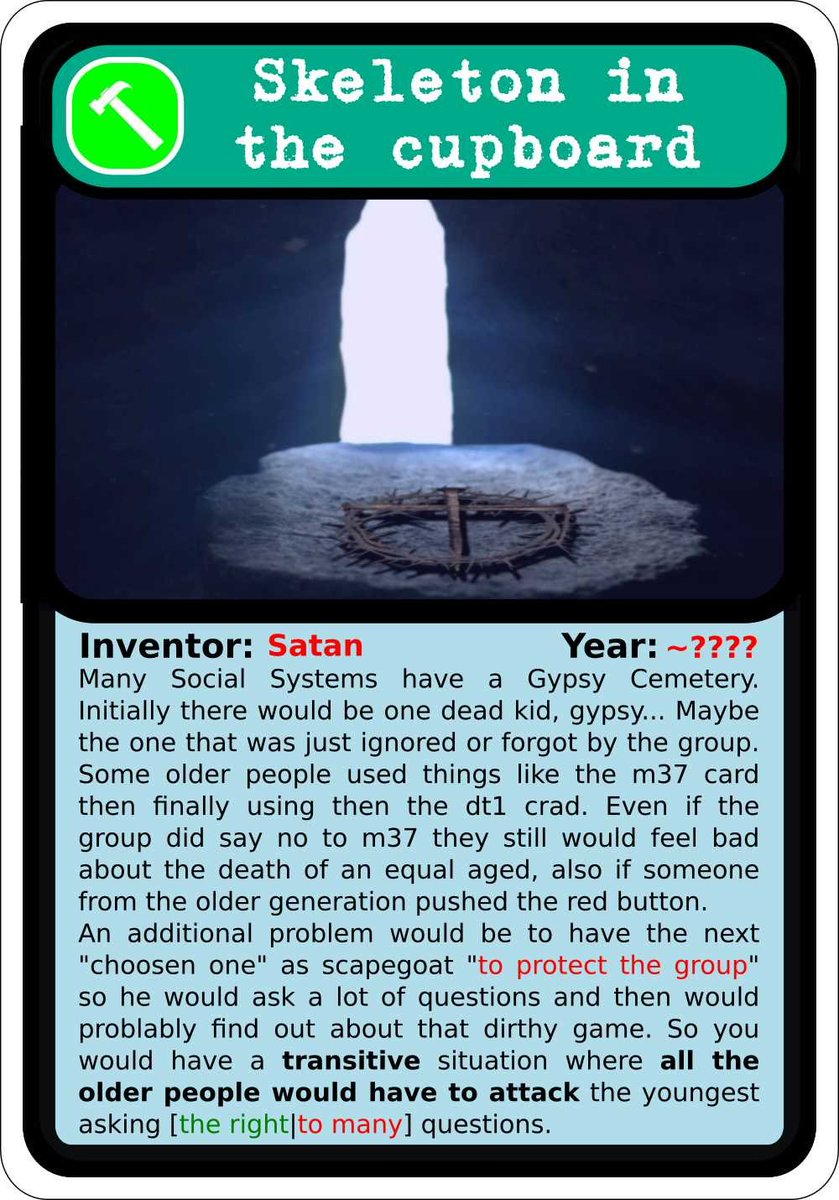 Skeleton in
the cupboard
Inventor: Satan Year: ~????
Many Social Systems have a Gypsy Cemetery.
Initially there would be one dead kid, gypsy... Maybe
the one that was just ignored or forgot by the group.
Some older people used things like the m37 card
then finally using then the dt1 crad. Even if the
group did say no to m37 they still would feel bad
about the death of an equal aged, also if someone
from the older generation pushed the red button.
An additional problem would be to have the next
"choosen one" as scapegoat "to protect the group"
so he would ask a lot of questions and then would
problably find out about that dirthy game. So you
would have a transitive situation where all the
older people would have to attack the youngest
asking [the right|to many] questions.